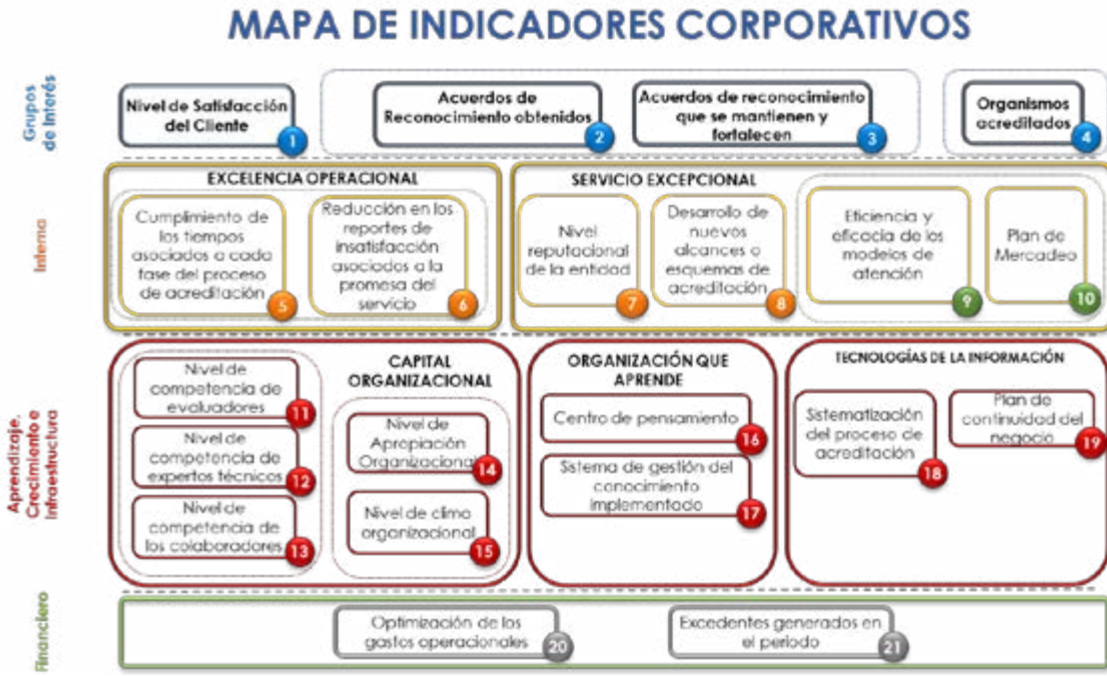 MAPA DE INDICADORES CORPORATIVOS
Grupos
de Interés
Nivel de Satisfacción
del Cliente
1
Acuerdos de
Reconocimiento obtenidos
2
Acuerdos de reconocimiento
que se mantienen y
fortalecen
3
Organismos
acreditados
4
Interna
EXCELENCIA OPERACIONAL
Cumplimiento de
los tiempos
asociados a cada
fase del proceso
de acreditación
5
Reducción en los
reportes de
insatisfacción
asociados a la
promesa del
servicio
6
SERVICIO EXCEPCIONAL
Nivel
reputacional
de la entidad
7
Desarrollo de
nuevos
alcances o
esquemas de
acreditación
8
Eficiencia y
eficacia de los
modelos de
atención
9
Plan de
Mercadeo
10
Aprendizaje,
Crecimiento e
Infraestructura
Nivel de
competencia de
evaluadores
11
Nivel de
competencia de
expertos técnicos
12
Nivel de
competencia de
los colaboradores
13
CAPITAL
ORGANIZACIONAL
Nivel de
Apropiación
Organizacional
14
Nivel de clima
organizacional
15
ORGANIZACIÓN QUE
APRENDE
Centro de pensamiento
16
Sistema de gestión del
conocimiento
implementado
17
TECNOLOGÍAS DE LA INFORMACIÓN
Sistematización
del proceso de
acreditación
18
Plan de
continuidad del
negocio
19
Financiero
Optimización de los
gastos operacionales
20
Excedentes generados en
el periodo
21